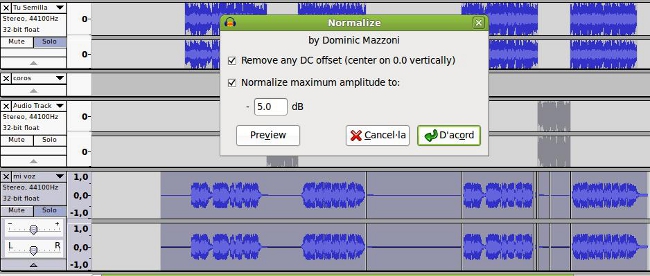 Tu Semilla
Stereo, 44100Hz
32-bit float
Mute Solo
0-
0-
Normalize
by Dominic Mazzoni
Remove any DC offset (center on 0.0 vertically)
Normalize maximum amplitude to:
- 5.0 dB
Preview Cancel·la D'acord
coros
Audio Track
Stereo, 44100Hz
32-bit float
Mute Solo
0-
0-
mi voz
Stereo, 44100Hz
32-bit float
Mute Solo
- +
L R
1,0
0,0-
-1,0
1,0
0,0-
-1,0